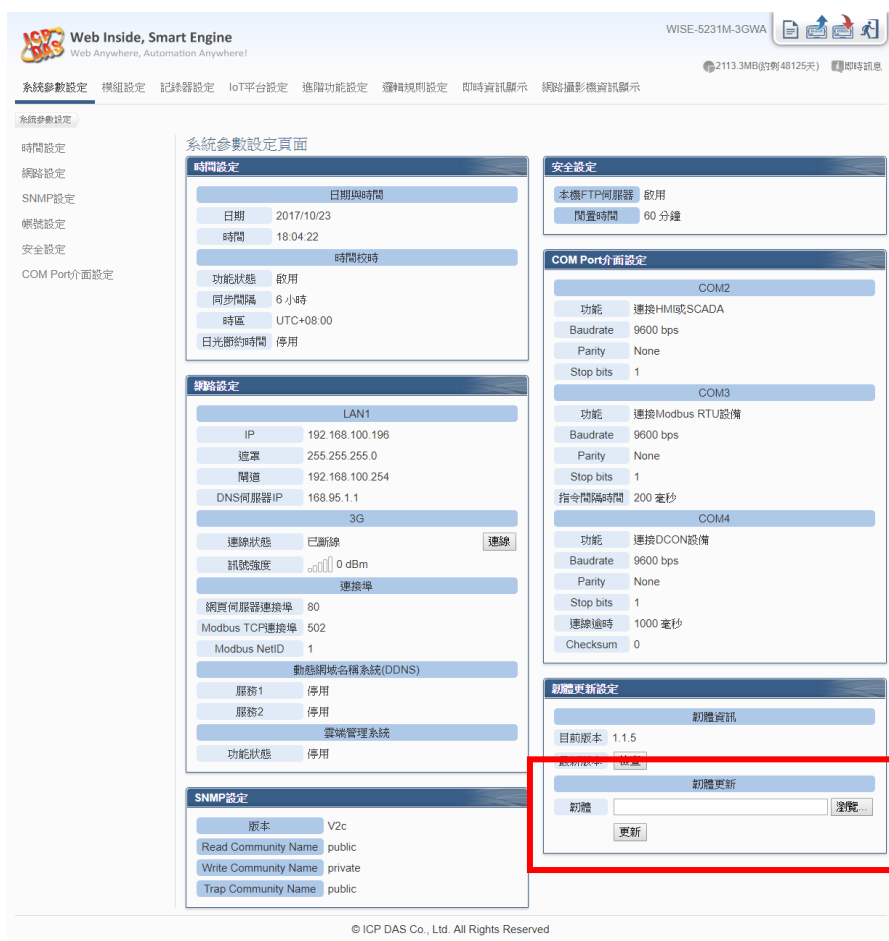 ICP DAS
Web Inside, Smart Engine
Web Anywhere, Automation Anywhere!
WISE-5231M-3GWA
2113.3MB(約剩48125天) 即時訊息
系統參數設定 模組設定 記錄器設定 IoT平台設定 進階功能設定 邏輯規則設定 即時資訊顯示 網路攝影機資訊顯示
系統參數設定
時間設定
網路設定
SNMP設定
帳號設定
安全設定
COM Port介面設定
系統參數設定頁面
時間設定
日期與時間
日期 2017/10/23
時間 18:04:22
時間校時
功能狀態 啟用
同步間隔 6 小時
時區 UTC+08:00
日光節約時間 停用
網路設定
LAN1
IP 192.168.100.196
遮罩 255.255.255.0
閘道 192.168.100.254
DNS伺服器IP 168.95.1.1
3G
連線狀態 已斷線 連線
訊號強度 0 dBm
連接埠
網頁伺服器連接埠 80
Modbus TCP連接埠 502
Modbus NetID 1
動態網域名稱系統(DDNS)
服務1 停用
服務2 停用
雲端管理系統
功能狀態 停用
SNMP設定
版本 V2c
Read Community Name public
Write Community Name private
Trap Community Name public
安全設定
本機FTP伺服器 啟用
閒置時間 60 分鐘
COM Port介面設定
COM2
功能 連接HMI或SCADA
Baudrate 9600 bps
Parity None
Stop bits 1
COM3
功能 連接Modbus RTU設備
Baudrate 9600 bps
Parity None
Stop bits 1
指令間隔時間 200 毫秒
COM4
功能 連接DCON設備
Baudrate 9600 bps
Parity None
Stop bits 1
連線逾時 1000 毫秒
Checksum 0
韌體更新設定
韌體資訊
目前版本 1.1.5
最新版本 檢查
韌體更新
韌體 瀏覽...
更新
© ICP DAS Co., Ltd. All Rights Reserved